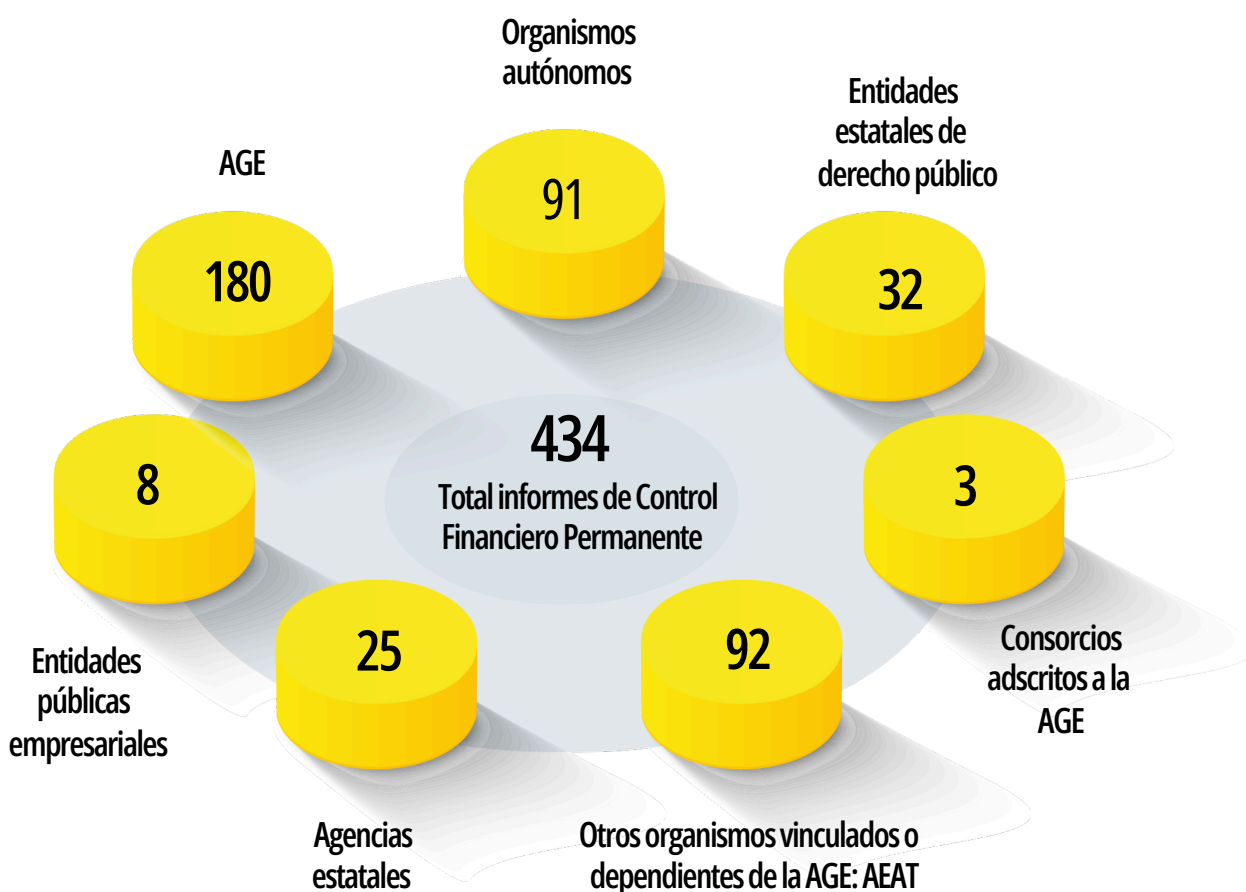 Organismos
autónomos
91
Entidades
estatales de
derecho público
32
AGE
180
434
Total informes de Control
Financiero Permanente
8
Entidades
públicas
empresariales
3
Consorcios
adscritos a la
AGE
25
Agencias
estatales
92
Otros organismos vinculados o
dependientes de la AGE: AEAT